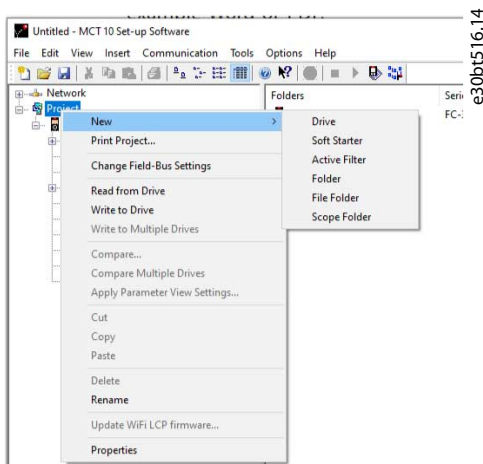 Untitled - MCT 10 Set-up Software
File Edit View Insert Communication Tools Options Help
Network
Project
Folders
FC-
New
Print Project...
Change Field-Bus Settings
Read from Drive
Write to Drive
Write to Multiple Drives
Compare...
Compare Multiple Drives
Apply Parameter View Settings...
Cut
Copy
Paste
Delete
Rename
Update WiFi LCP firmware...
Properties
Drive
Soft Starter
Active Filter
Folder
File Folder
Scope Folder
e30bt516.14